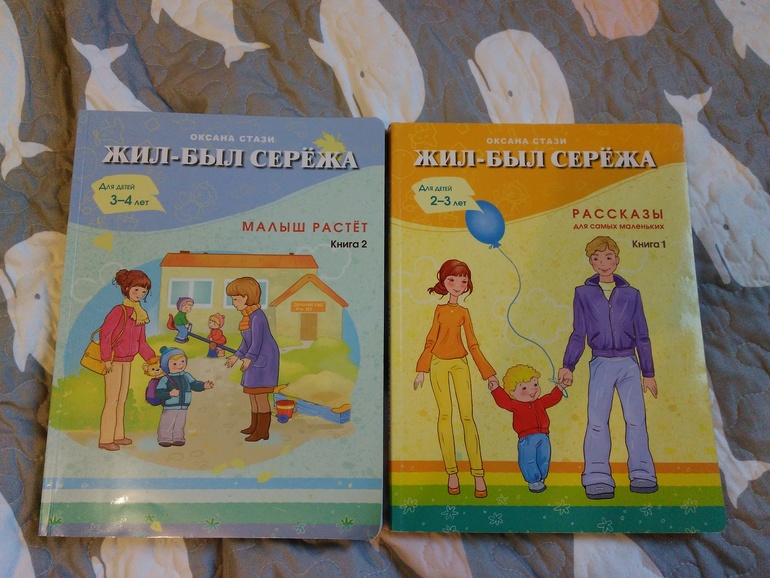 ОКСАНА СТАЗИ
ЖИЛ-БЫЛ СЕРЁЖА
Для детей
3–4 лет
МАЛЫШ РАСТЁТ
Книга 2
ОКСАНА СТАЗИ
ЖИЛ-БЫЛ СЕРЁЖА
Для детей
2–3 лет
РАССКАЗЫ
для самых маленьких
Книга 1